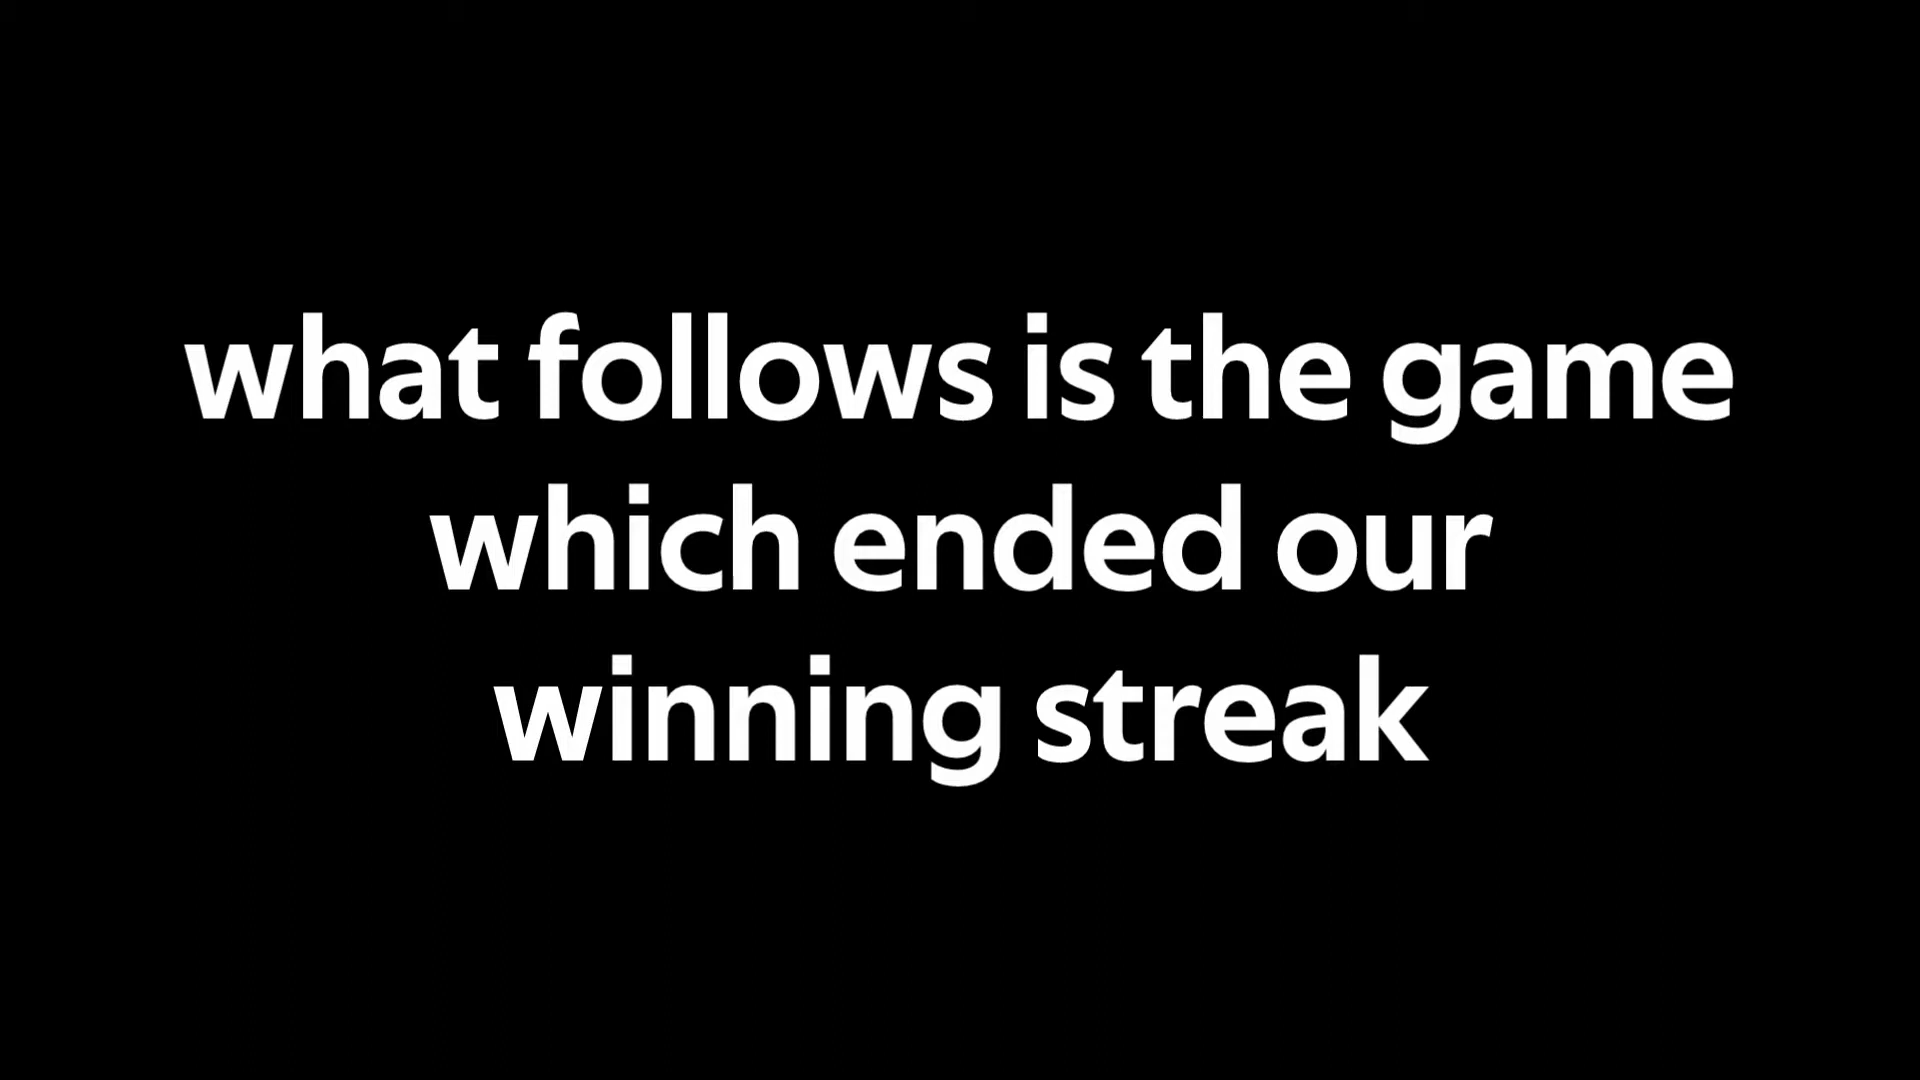 what follows is the game
which ended our
winning streak